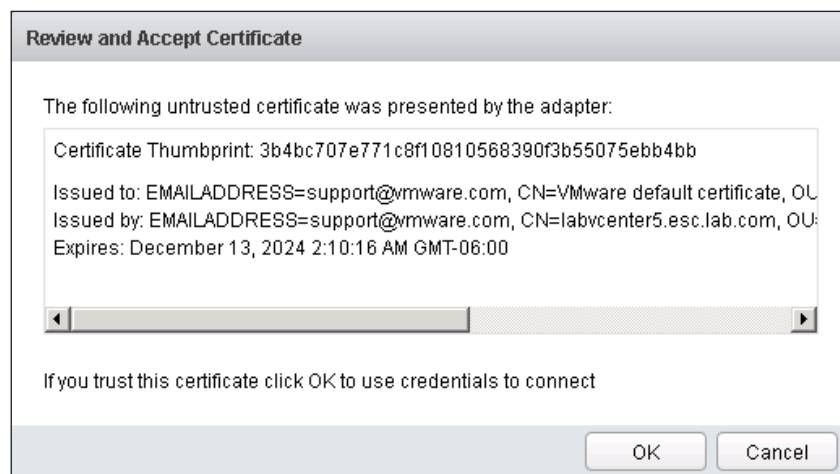 Review and Accept Certificate
The following untrusted certificate was presented by the adapter:
Certificate Thumbprint: 3b4bc707e771c8f10810568390f3b55075ebb4bb
Issued to: EMAILADDRESS=support@vmware.com, CN=VMware default certificate, OU
Issued by: EMAILADDRESS=support@vmware.com, CN=labvcenter5.esc.lab.com, OU=
Expires: December 13, 2024 2:10:16 AM GMT-06:00
If you trust this certificate click OK to use credentials to connect
OK
Cancel